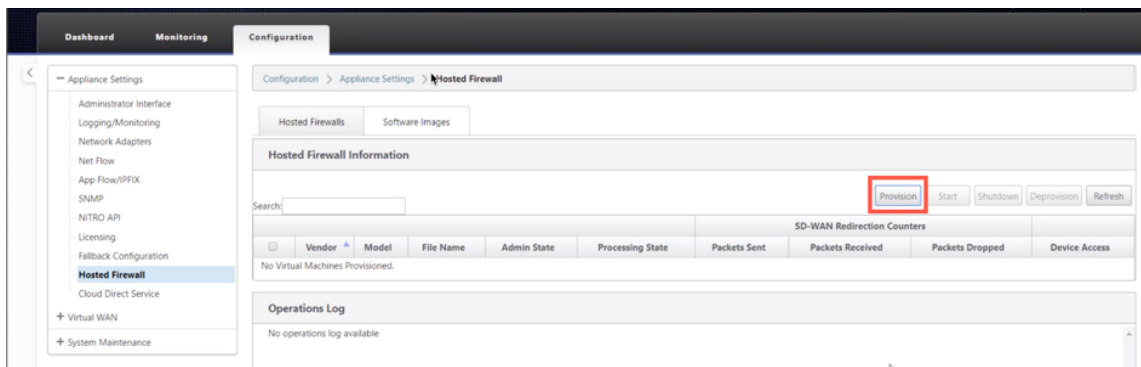 Dashboard Monitoring Configuration
Appliance Settings
Configuration > Appliance Settings > Hosted Firewall
Administrator Interface
Logging/Monitoring
Network Adapters
Net Flow
App Flow/IPFIX
SNMP
NITRO API
Licensing
Fallback Configuration
Hosted Firewall
Cloud Direct Service
Virtual WAN
System Maintenance
Hosted Firewalls Software Images
Hosted Firewall Information
Provision Start Shutdown Deprovision Refresh
Search:
SD-WAN Redirection Counters
Vendor Model File Name Admin State Processing State Packets Sent Packets Received Packets Dropped Device Access
No Virtual Machines Provisioned.
Operations Log
No operations log available